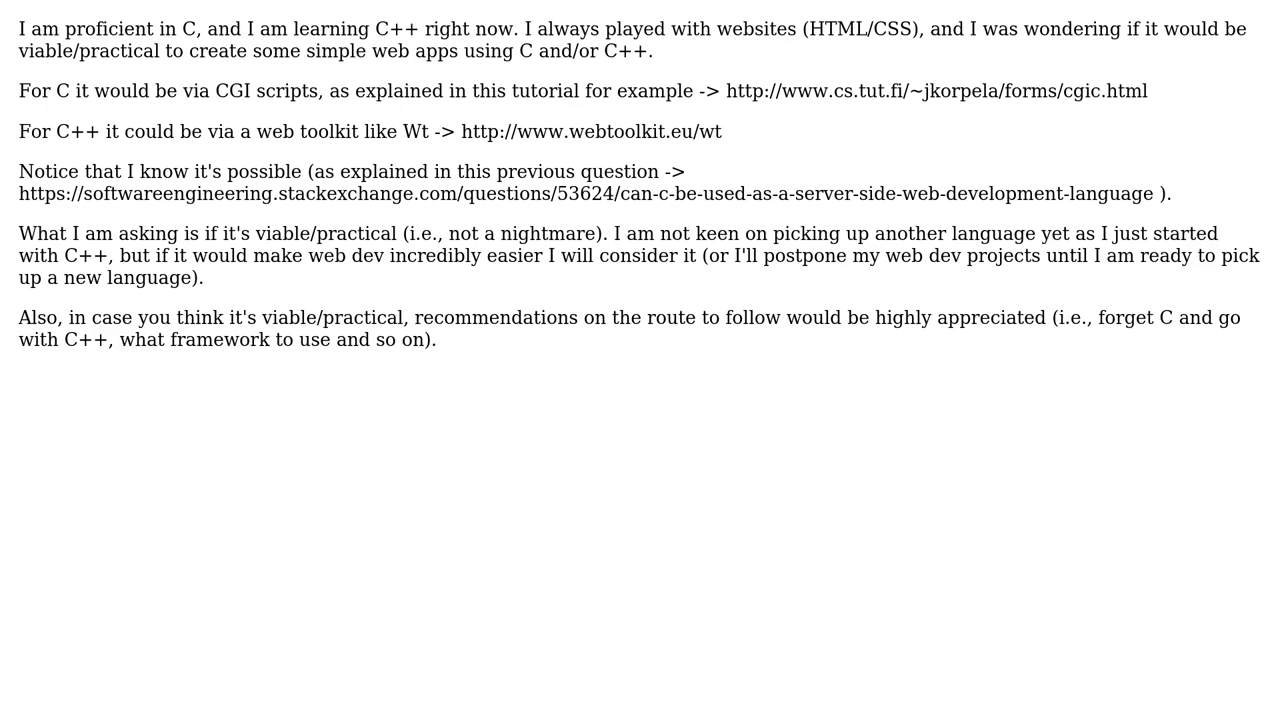 I am proficient in C, and I am learning C++ right now. I always played with websites (HTML/CSS), and I was wondering if it would be
viable/practical to create some simple web apps using C and/or C++.
For C it would be via CGI scripts, as explained in this tutorial for example -> http://www.cs.tut.fi/~jkorpela/forms/cgic.html
For C++ it could be via a web toolkit like Wt -> http://www.webtoolkit.eu/wt
Notice that I know it's possible (as explained in this previous question ->
https://softwareengineering.stackexchange.com/questions/53624/can-c-be-used-as-a-server-side-web-development-language ).
What I am asking is if it's viable/practical (i.e., not a nightmare). I am not keen on picking up another language yet as I just started
with C++, but if it would make web dev incredibly easier I will consider it (or I'll postpone my web dev projects until I am ready to pick
up a new language).
Also, in case you think it's viable/practical, recommendations on the route to follow would be highly appreciated (i.e., forget C and go
with C++, what framework to use and so on).